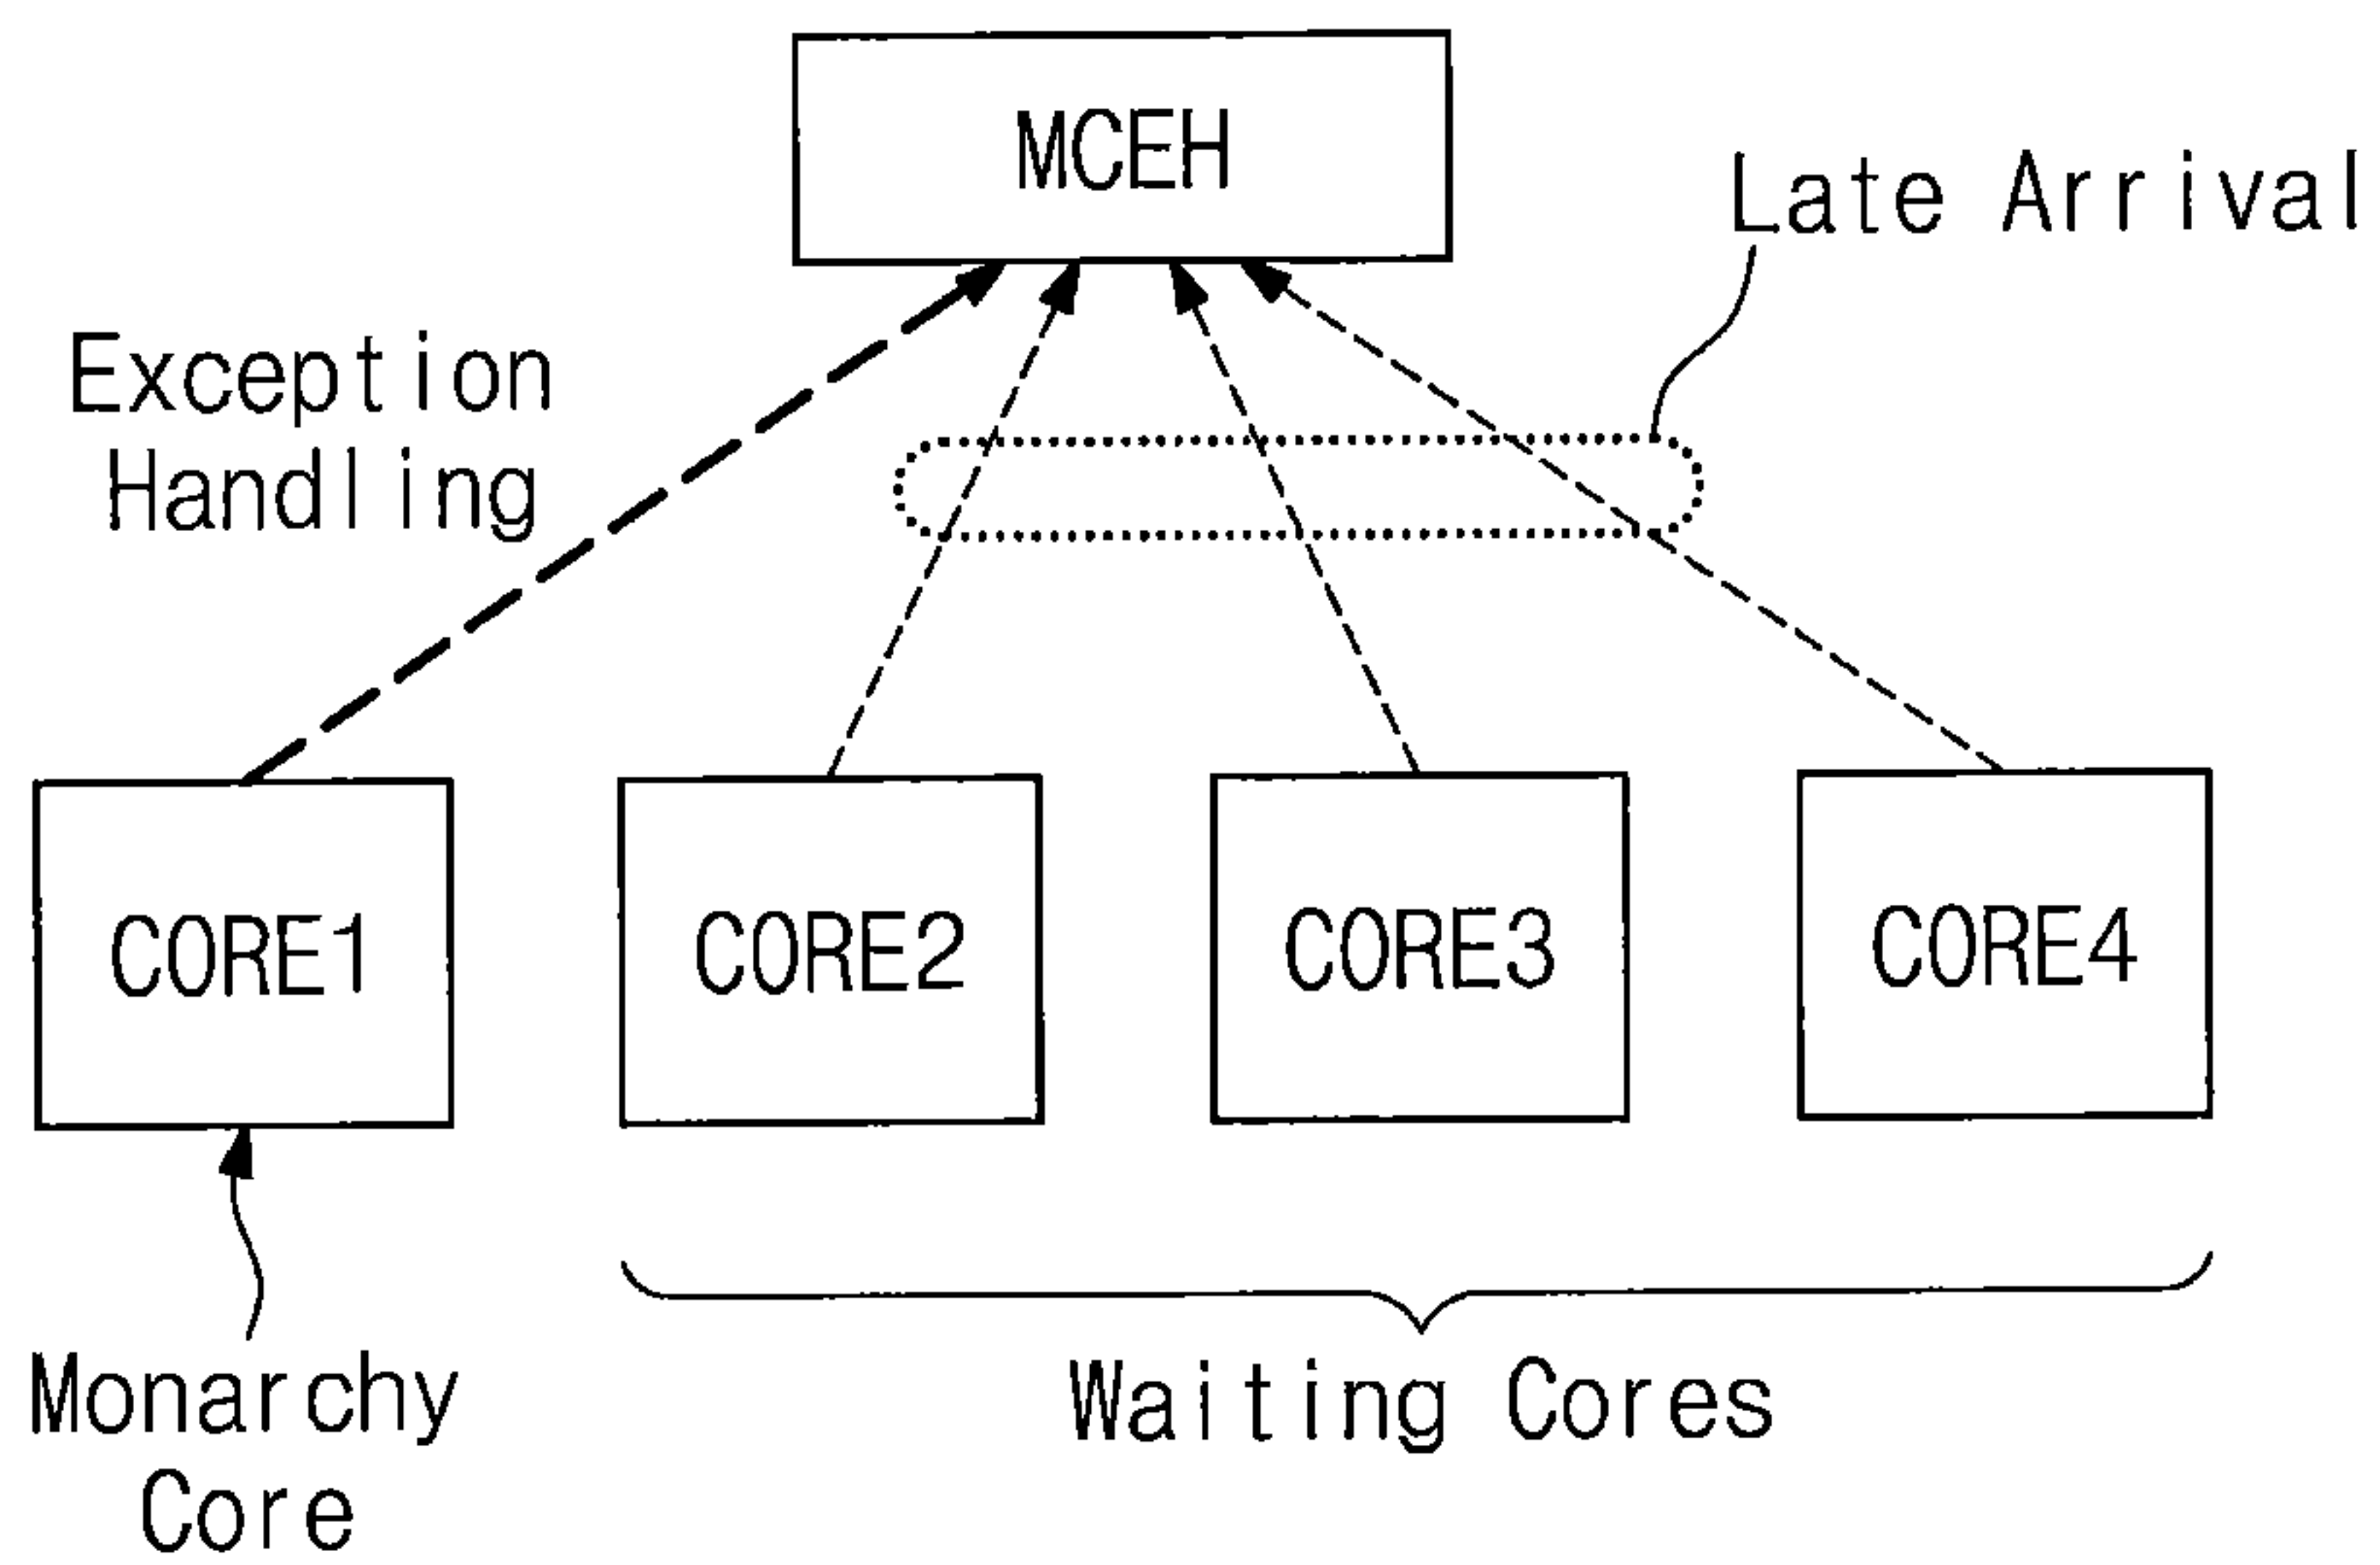 MCEH
Late Arrival
Exception
Handling
CORE1
CORE2
CORE3
CORE4
Monarchy
Core
Waiting Cores